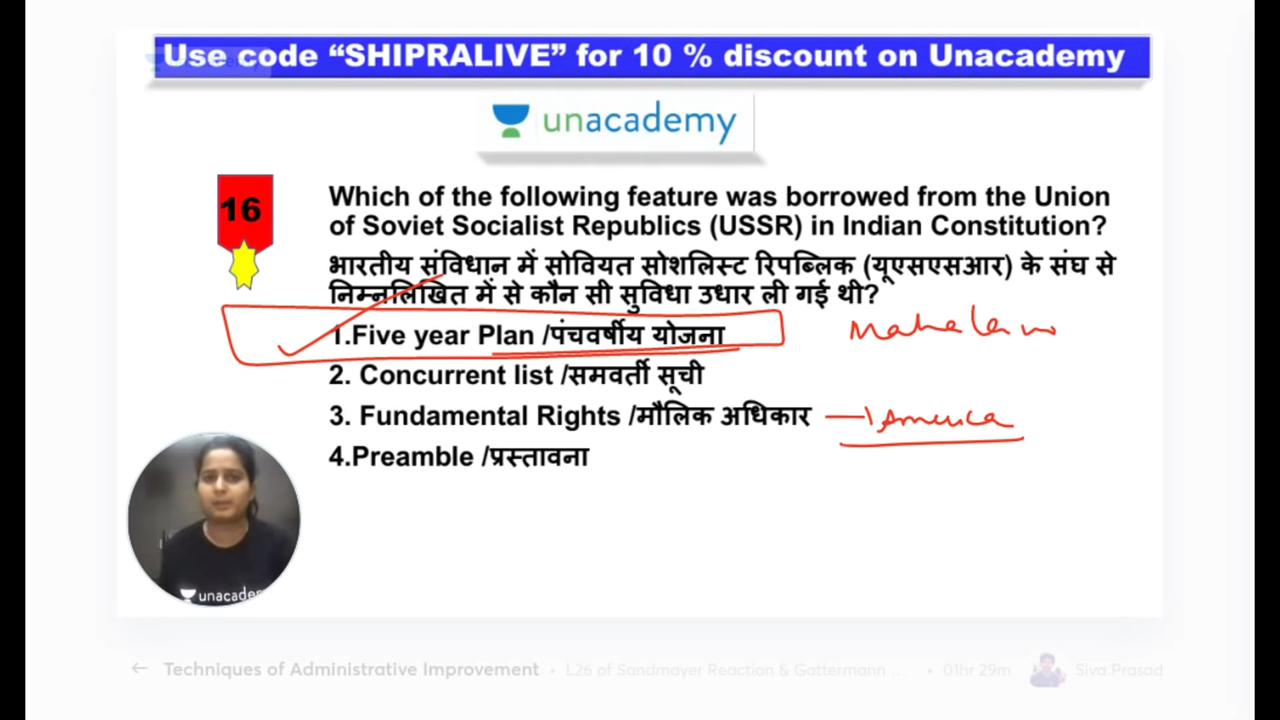 Use code “SHIPRALIVE” for 10 % discount on Unacademy
unacademy
16
Which of the following feature was borrowed from the Union
of Soviet Socialist Republics (USSR) in Indian Constitution?
भारतीय संविधान में सोवियत सोशलिस्ट रिपब्लिक (यूएसएसआर) के संघ से
निम्नलिखित में से कौन सी सुविधा उधार ली गई थी?
1.Five year Plan /पंचवर्षीय योजना
2. Concurrent list /समवर्ती सूची
3. Fundamental Rights /मौलिक अधिकार America
4.Preamble /प्रस्तावना
unacade
Techniques of Administrative Improvement • L26 of Sandmayer Reaction & Gattermann ... • 01hr 29m Siva Prasad